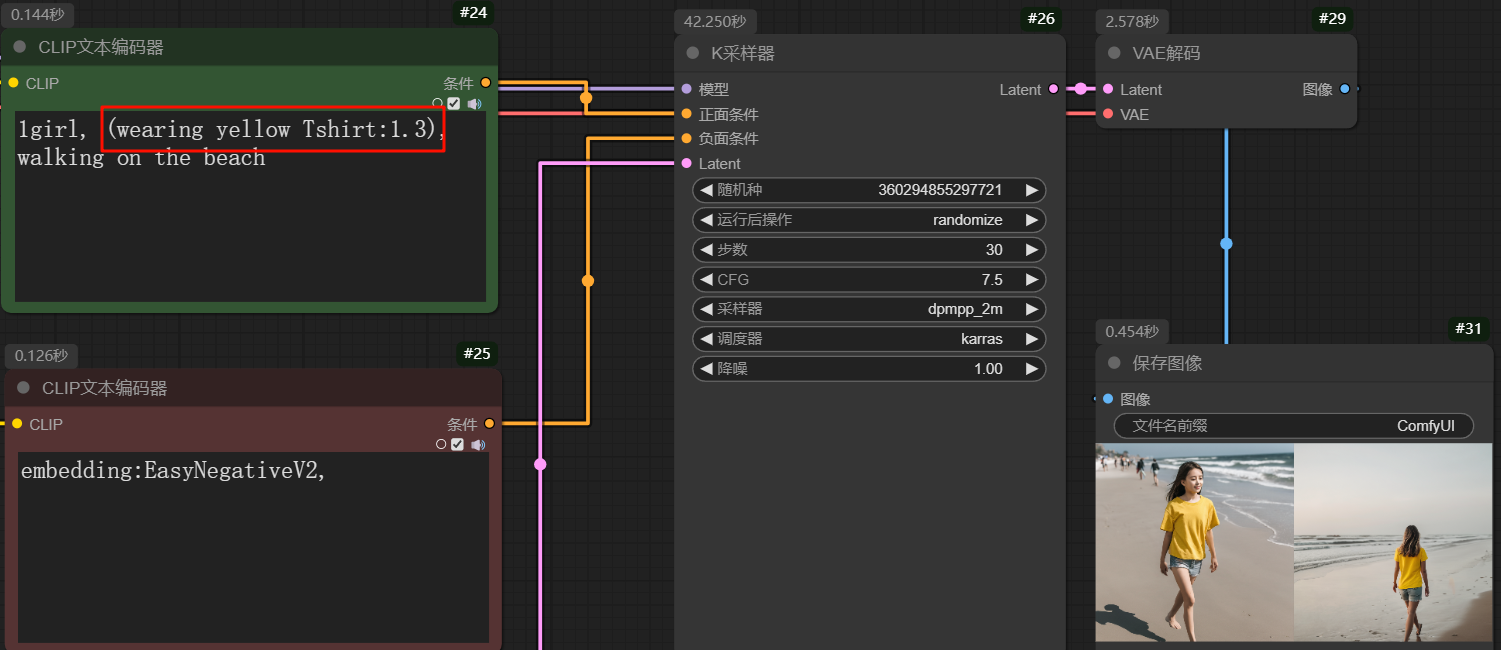 0.144秒
#24
CLIP文本编码器
CLIP
条件
1girl, (wearing yellow Tshirt:1.3),
walking on the beach
0.126秒
#25
CLIP文本编码器
CLIP
条件
embedding:EasyNegativeV2,
42.250秒
#26
K采样器
模型
Latent
正面条件
负面条件
Latent
随机种 360294855297721
运行后操作 randomize
步数 30
CFG 7.5
采样器 dpmpp_2m
调度器 karras
降噪 1.00
2.578秒
#29
VAE解码
Latent
图像
VAE
0.454秒
#31
保存图像
图像
文件名前缀 ComfyUI